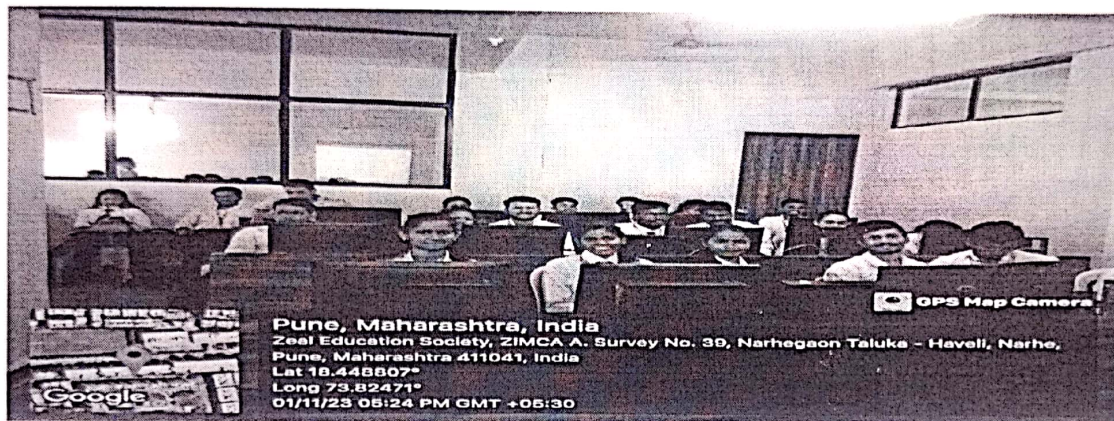 GPS Map Camera
Pune, Maharashtra, India
Zeal Education Society, ZIMCA A. Survey No. 39, Narhegaon Taluka - Haveli, Narhe,
Pune, Maharashtra 411041, India
Lat 18.448807°
Long 73.82471°
01/11/23 05:24 PM GMT +05:30
Google